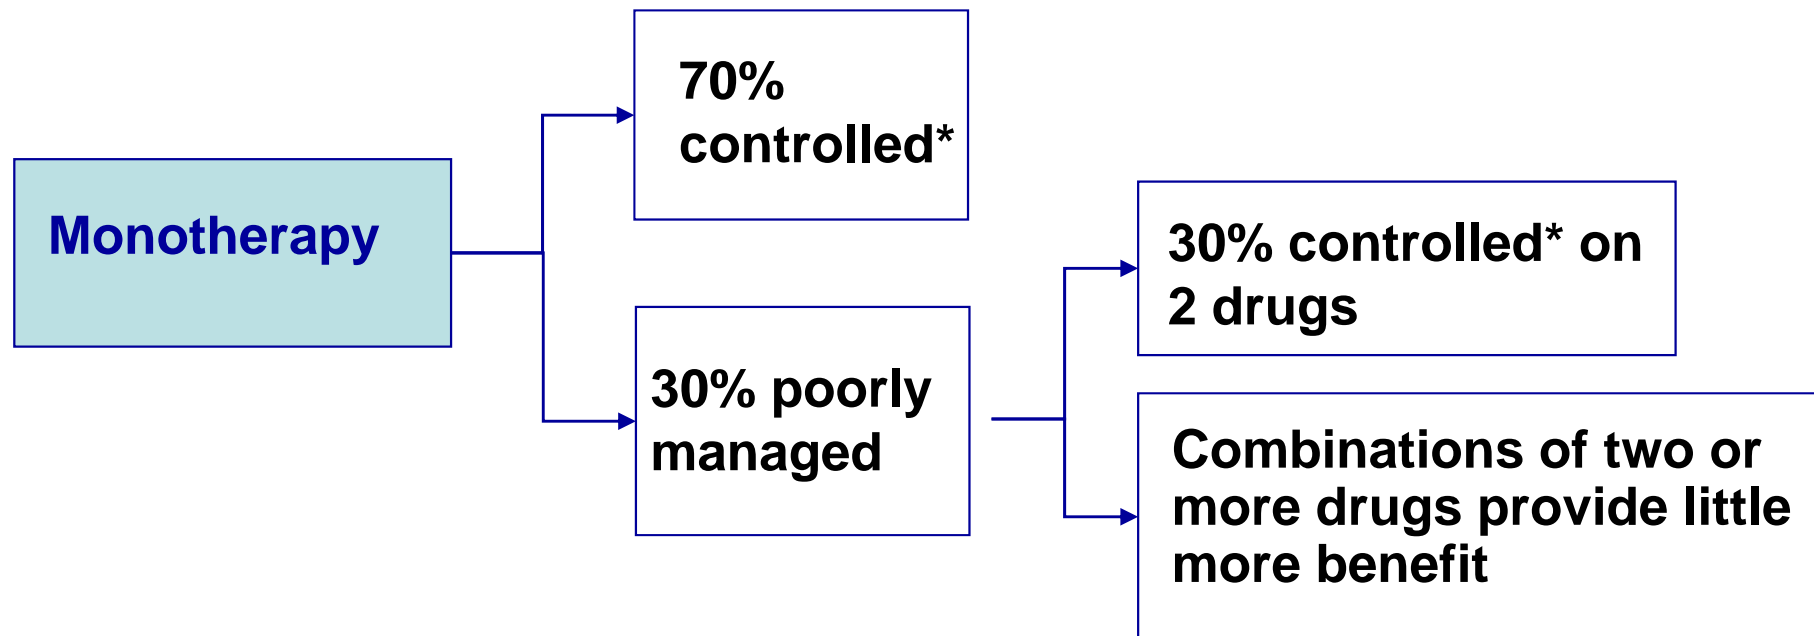 70%
controlled*
Monotherapy
30% controlled* on
2 drugs
30% poorly
managed
Combinations of two or
more drugs provide little
more benefit